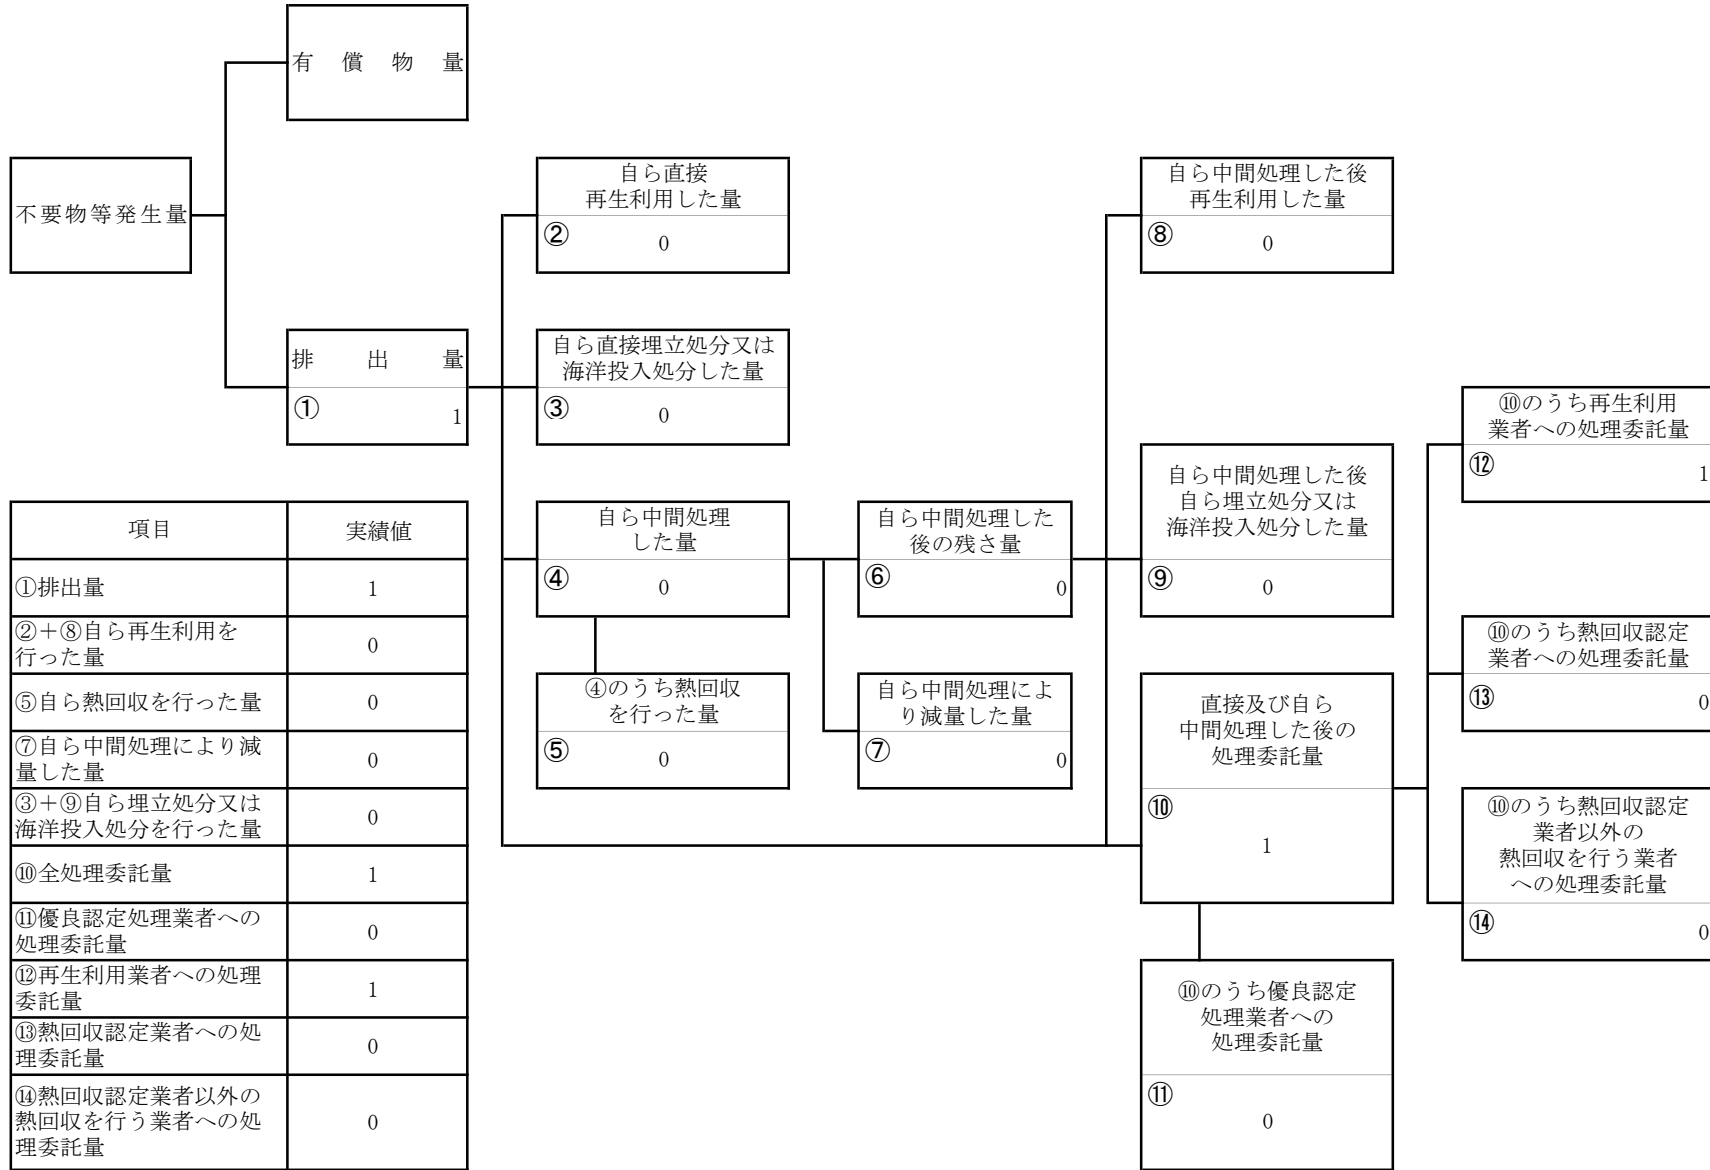 有償物量
不要物等発生量
自ら直接
再生利用した量
② 0
自ら中間処理した後
再生利用した量
⑧ 0
排出量
① 1
自ら直接埋立処分又は
海洋投入処分した量
③ 0
⑩のうち再生利用
業者への処理委託量
⑫ 1
自ら中間処理
した量
④ 0
自ら中間処理した
後の残さ量
⑥ 0
自ら中間処理した後
自ら埋立処分又は
海洋投入処分した量
⑨ 0
⑩のうち熱回収認定
業者への処理委託量
⑬ 0
④のうち熱回収
を行った量
⑤ 0
自ら中間処理によ
り減量した量
⑦ 0
直接及び自ら
中間処理した後の
処理委託量
⑩
1
⑩のうち熱回収認定
業者以外の
熱回収を行う業者
への処理委託量
⑭ 0
⑩のうち優良認定
処理業者への
処理委託量
⑪
0
項目 実績値
①排出量 1
②＋⑧自ら再生利用を
行った量 0
⑤自ら熱回収を行った量 0
⑦自ら中間処理により減
量した量 0
③＋⑨自ら埋立処分又は
海洋投入処分を行った量 0
⑩全処理委託量 1
⑪優良認定処理業者への
処理委託量 0
⑫再生利用業者への処理
委託量 1
⑬熱回収認定業者への処
理委託量 0
⑭熱回収認定業者以外の
熱回収を行う業者への処
理委託量 0